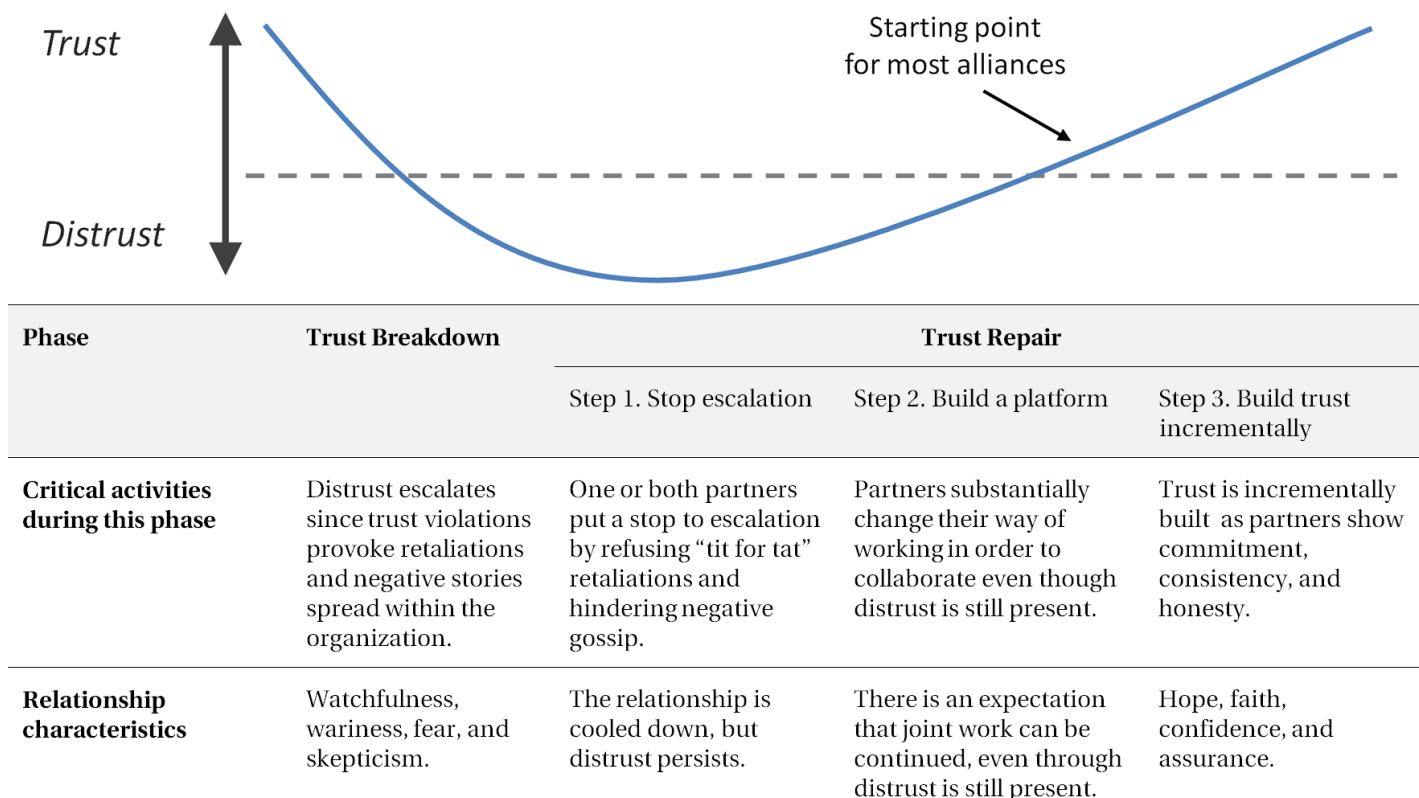 Trust
Starting point
for most alliances
Distrust
Phase
Trust Breakdown
Trust Repair
Step 1. Stop escalation
Step 2. Build a platform
Step 3. Build trust
incrementally
Critical activities
during this phase
Distrust escalates
since trust violations
provoke retaliations
and negative stories
spread within the
organization.
One or both partners
put a stop to escalation
by refusing “tit for tat”
retaliations and
hindering negative
gossip.
Partners substantially
change their way of
working in order to
collaborate even though
distrust is still present.
Trust is incrementally
built as partners show
commitment,
consistency, and
honesty.
Relationship
characteristics
Watchfulness,
wariness, fear, and
skepticism.
The relationship is
cooled down, but
distrust persists.
There is an expectation
that joint work can be
continued, even through
distrust is still present.
Hope, faith,
confidence, and
assurance.